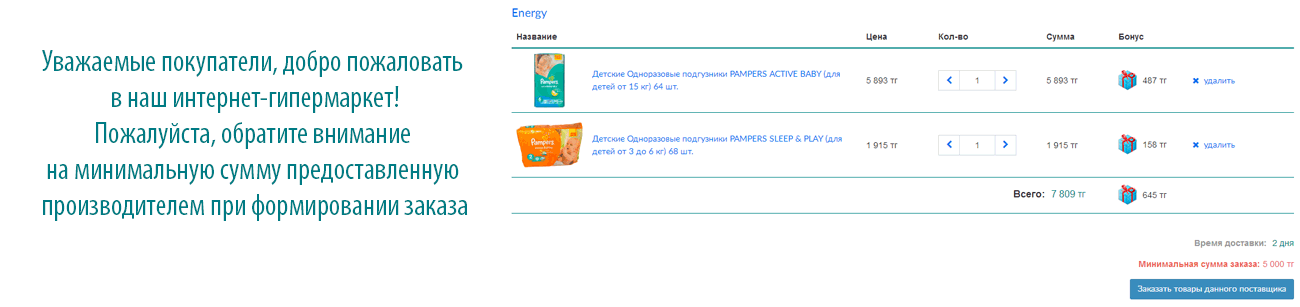 Уважаемые покупатели, добро пожаловать
в наш интернет-гипермаркет!
Пожалуйста, обратите внимание
на минимальную сумму предоставленную
производителем при формировании заказа
Energy
Название Цена Кол-во Сумма Бонус
Pampers
Детские Одноразовые подгузники PAMPERS ACTIVE BABY (для
детей от 15 кг) 64 шт.
5 893 тг 1 5 893 тг 487 тг × удалить
Pampers
Детские Одноразовые подгузники PAMPERS SLEEP & PLAY (для
детей от 3 до 6 кг) 68 шт.
1 915 тг 1 1 915 тг 158 тг × удалить
Всего: 7 809 тг 645 тг
Время доставки: 2 дня
Минимальная сумма заказа: 5 000 тг
Заказать товары данного поставщика